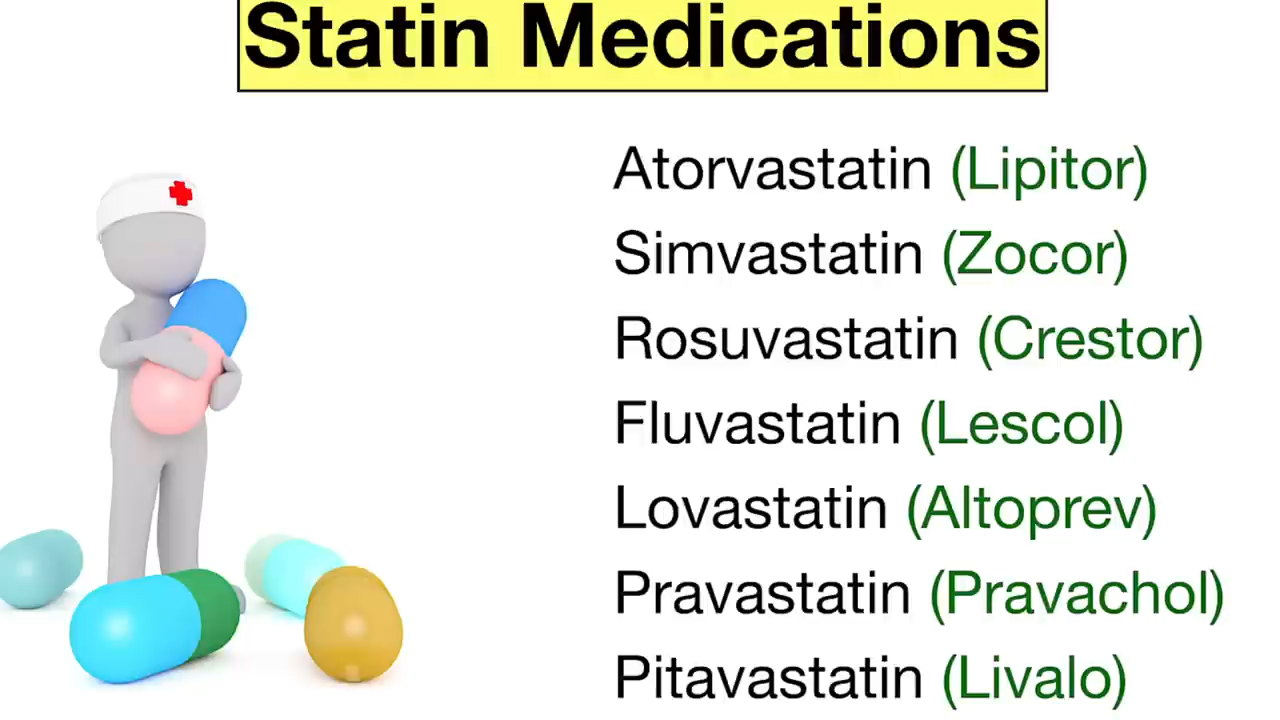 Statin Medications
Atorvastatin (Lipitor)
Simvastatin (Zocor)
Rosuvastatin (Crestor)
Fluvastatin (Lescol)
Lovastatin (Altoprev)
Pravastatin (Pravachol)
Pitavastatin (Livalo)